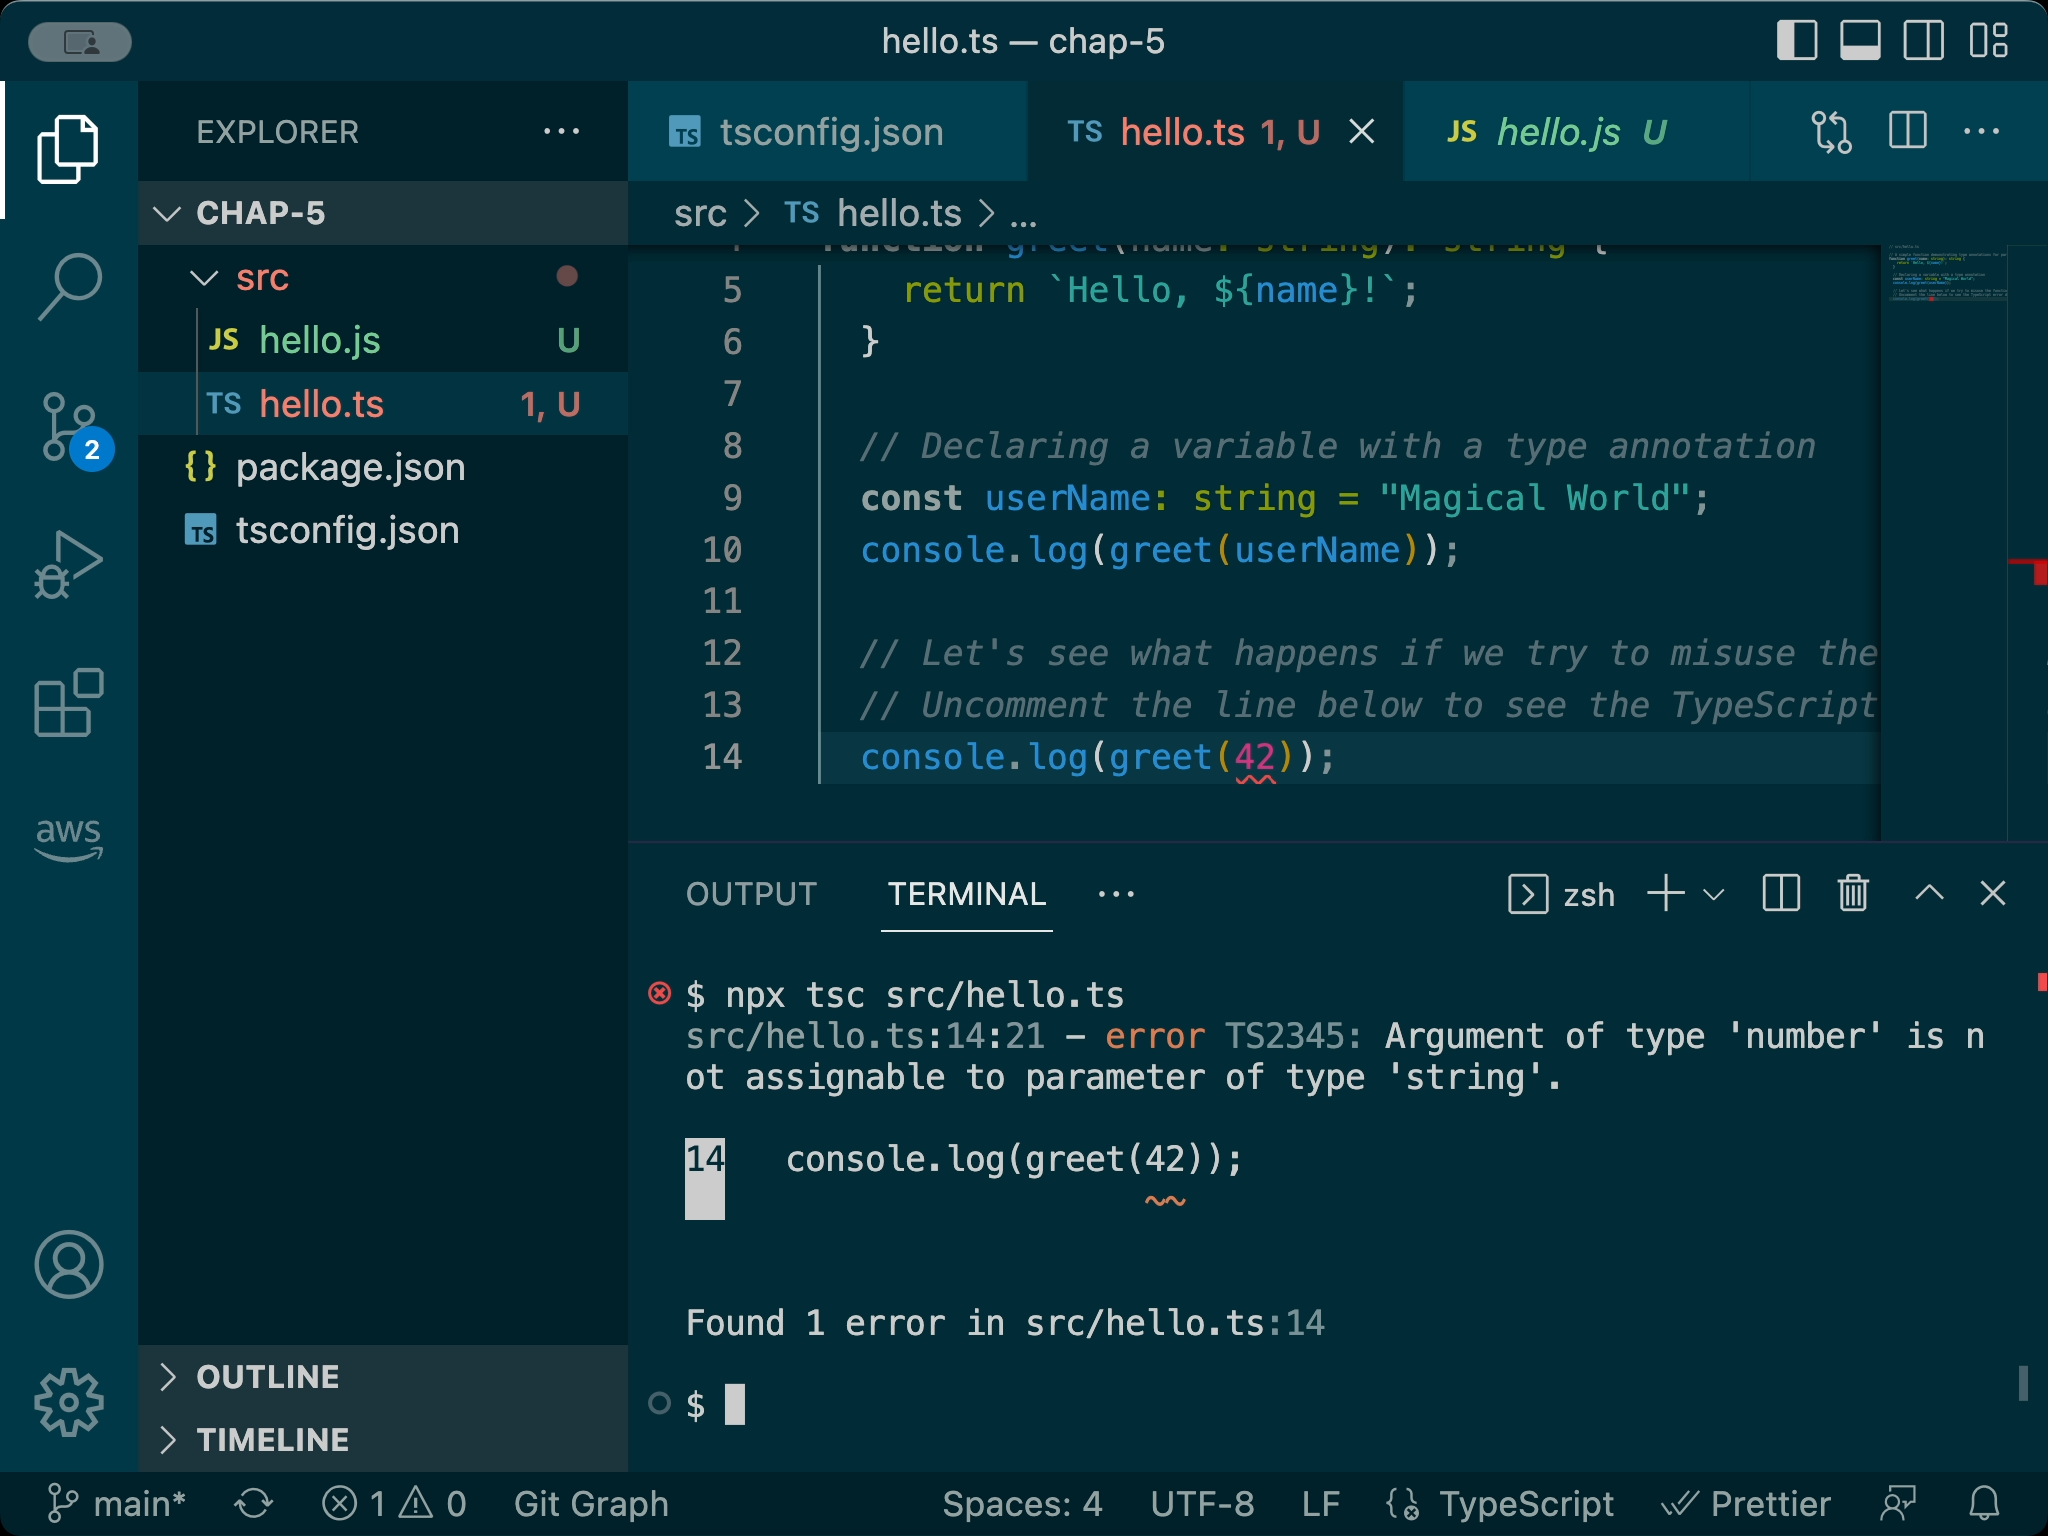 hello.ts — chap-5
EXPLORER
tsconfig.json
TS hello.ts 1, U
JS hello.js U
CHAP-5
src > TS hello.ts > ...
src
JS hello.js U
TS hello.ts 1, U
{} package.json
TS tsconfig.json
2
aws
function greet(name: string): string {
5 return `Hello, ${name}!`;
6 }
7
8 // Declaring a variable with a type annotation
9 const userName: string = "Magical World";
10 console.log(greet(userName));
11
12 // Let's see what happens if we try to misuse the
13 // Uncomment the line below to see the TypeScript
14 console.log(greet(42));
OUTPUT TERMINAL ... zsh
$ npx tsc src/hello.ts
src/hello.ts:14:21 - error TS2345: Argument of type 'number' is n
ot assignable to parameter of type 'string'.
14 console.log(greet(42));
~~
Found 1 error in src/hello.ts:14
$
OUTLINE
TIMELINE
main* 1 0 Git Graph Spaces: 4 UTF-8 LF TypeScript Prettier